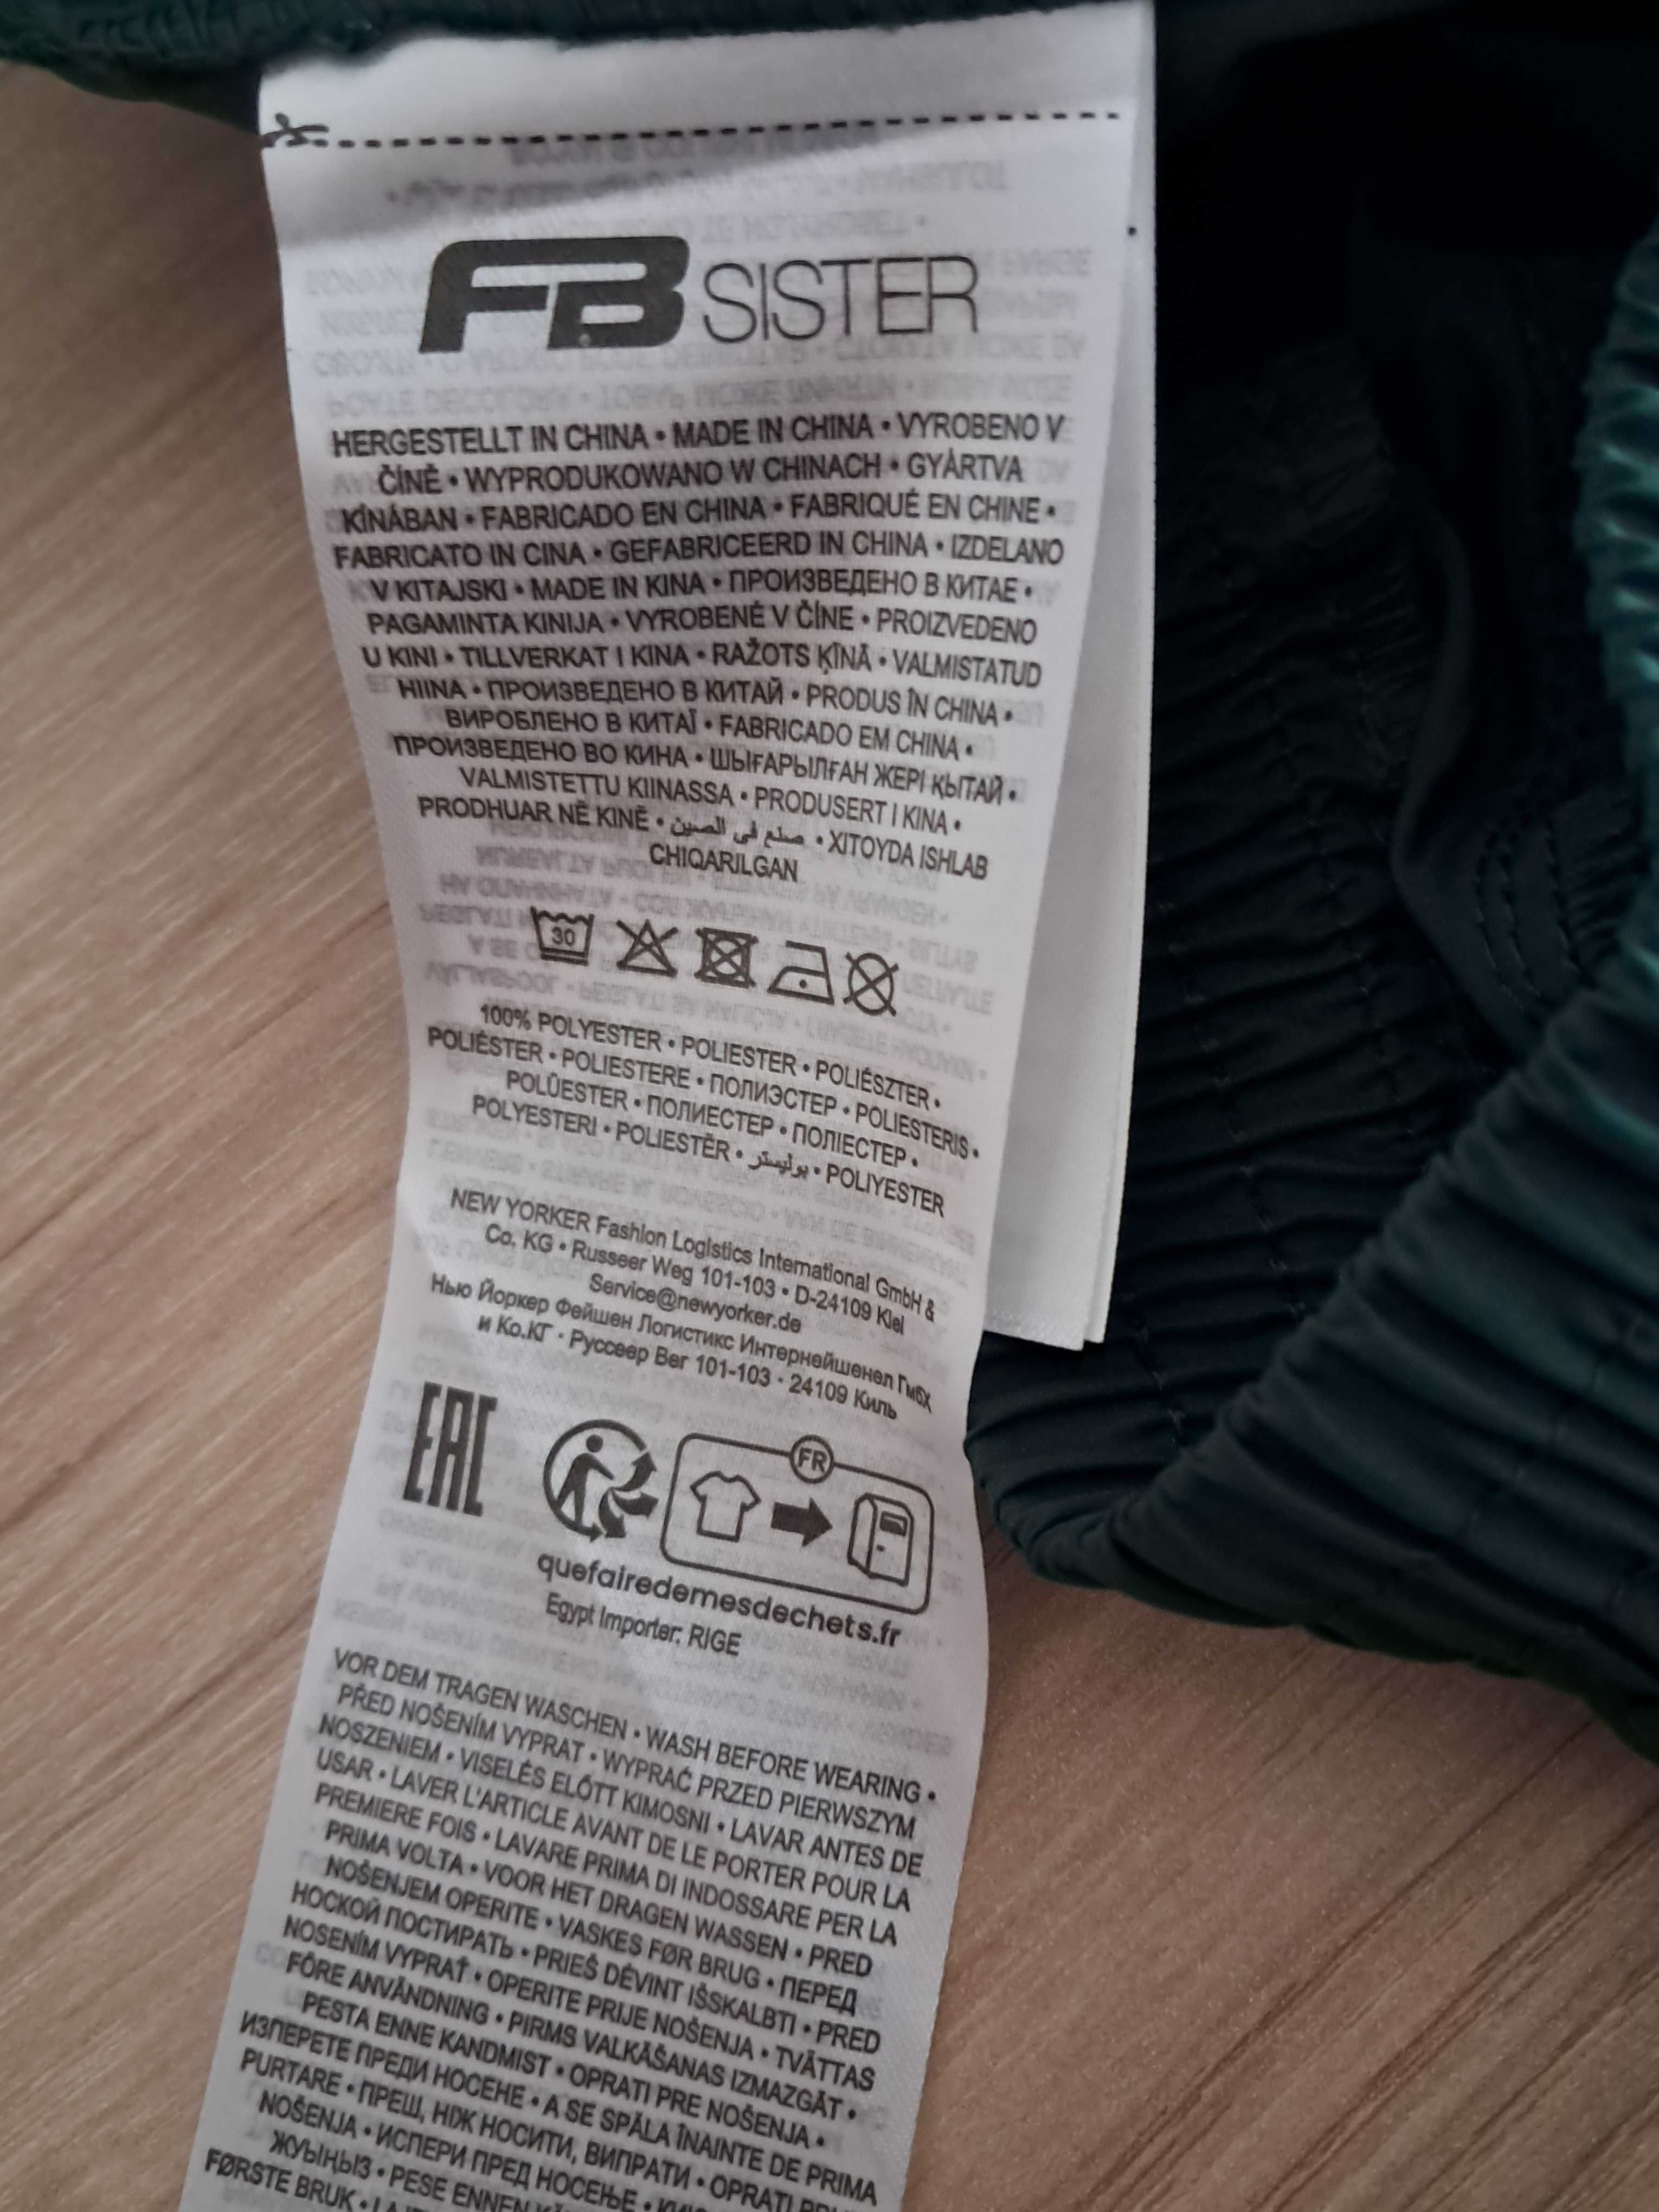 FB SISTER
HERGESTELLT IN CHINA • MADE IN CHINA • VYROBENO V
ČÍNĚ • WYPRODUKOWANO W CHINACH • GYÁRTVA
KÍNÁBAN • FABRICADO EN CHINA • FABRIQUÉ EN CHINE •
FABRICATO IN CINA • GEFABRICEERD IN CHINA • IZDELANO
V KITAJSKI • MADE IN KINA • ПРОИЗВЕДЕНО В КИТАЕ •
PAGAMINTA KINIJA • VYROBENÉ V ČÍNE • PROIZVEDENO
U KINI • TILLVERKAT I KINA • RAŽOTS ĶĪNĀ • VALMISTATUD
HIINA • ПРОИЗВЕДЕНО В КИТАЙ • PRODUS ÎN CHINA •
ВИРОБЛЕНО В КИТАЇ • FABRICADO EM CHINA •
ПРОИЗВЕДЕНО ВО КИНА • ШЫҒАРЫЛҒАН ЖЕРІ ҚЫТАЙ •
VALMISTETTU KIINASSA • PRODUSERT I KINA •
PRODHUAR NË KINË • صنع في الصين • XITOYDA ISHLAB
CHIQARILGAN
30
100% POLYESTER • POLIESTER • POLIÉSZTER •
POLIÉSTER • POLIESTERE • ПОЛИЭСТЕР • POLIESTERIS •
POLÜESTER • ПОЛИЕСТЕР • ПОЛІЕСТЕР •
POLYESTERI • POLIESTËR • بوليستر • POLIYESTER
NEW YORKER Fashion Logistics International GmbH &
Co. KG • Russeer Weg 101-103 • D-24109 Kiel
Service@newyorker.de
Нью Йоркер Фейшен Логистикс Интернейшенел ГмбХ
и Ко.КГ · Руссеер Вег 101-103 · 24109 Киль
EAC
FR
quefairedemesdechets.fr
Egypt Importer: RIGE
VOR DEM TRAGEN WASCHEN • WASH BEFORE WEARING •
PŘED NOŠENÍM VYPRAT • WYPRAĆ PRZED PIERWSZYM
NOSZENIEM • VISELÉS ELŐTT KIMOSNI • LAVAR ANTES DE
USAR • LAVER L'ARTICLE AVANT DE LE PORTER POUR LA
PREMIERE FOIS • LAVARE PRIMA DI INDOSSARE PER LA
PRIMA VOLTA • VOOR HET DRAGEN WASSEN • PRED
NOŠENJEM OPERITE • VASKES FØR BRUG • ПЕРЕД
НОСКОЙ ПОСТИРАТЬ • PRIEŠ DĖVINT IŠSKALBTI • PRED
NOSENÍM VYPRAŤ • OPERITE PRIJE NOŠENJA • TVÄTTAS
FÖRE ANVÄNDNING • PIRMS VALKĀŠANAS IZMAZGĀT •
PESTA ENNE KANDMIST • OPRATI PRE NOŠENJA •
ИЗПЕРЕТЕ ПРЕДИ НОСЕНЕ • A SE SPĂLA ÎNAINTE DE PRIMA
PURTARE • ПРЕШ, НІЖ НОСИТИ, ВИПРАТИ • OPRATI
NOŠENJA • ИСПЕРИ ПРЕД НОСЕЊЕ •
ЖУЫҢЫЗ • PESE ENNEN
FØRSTE BRUK •